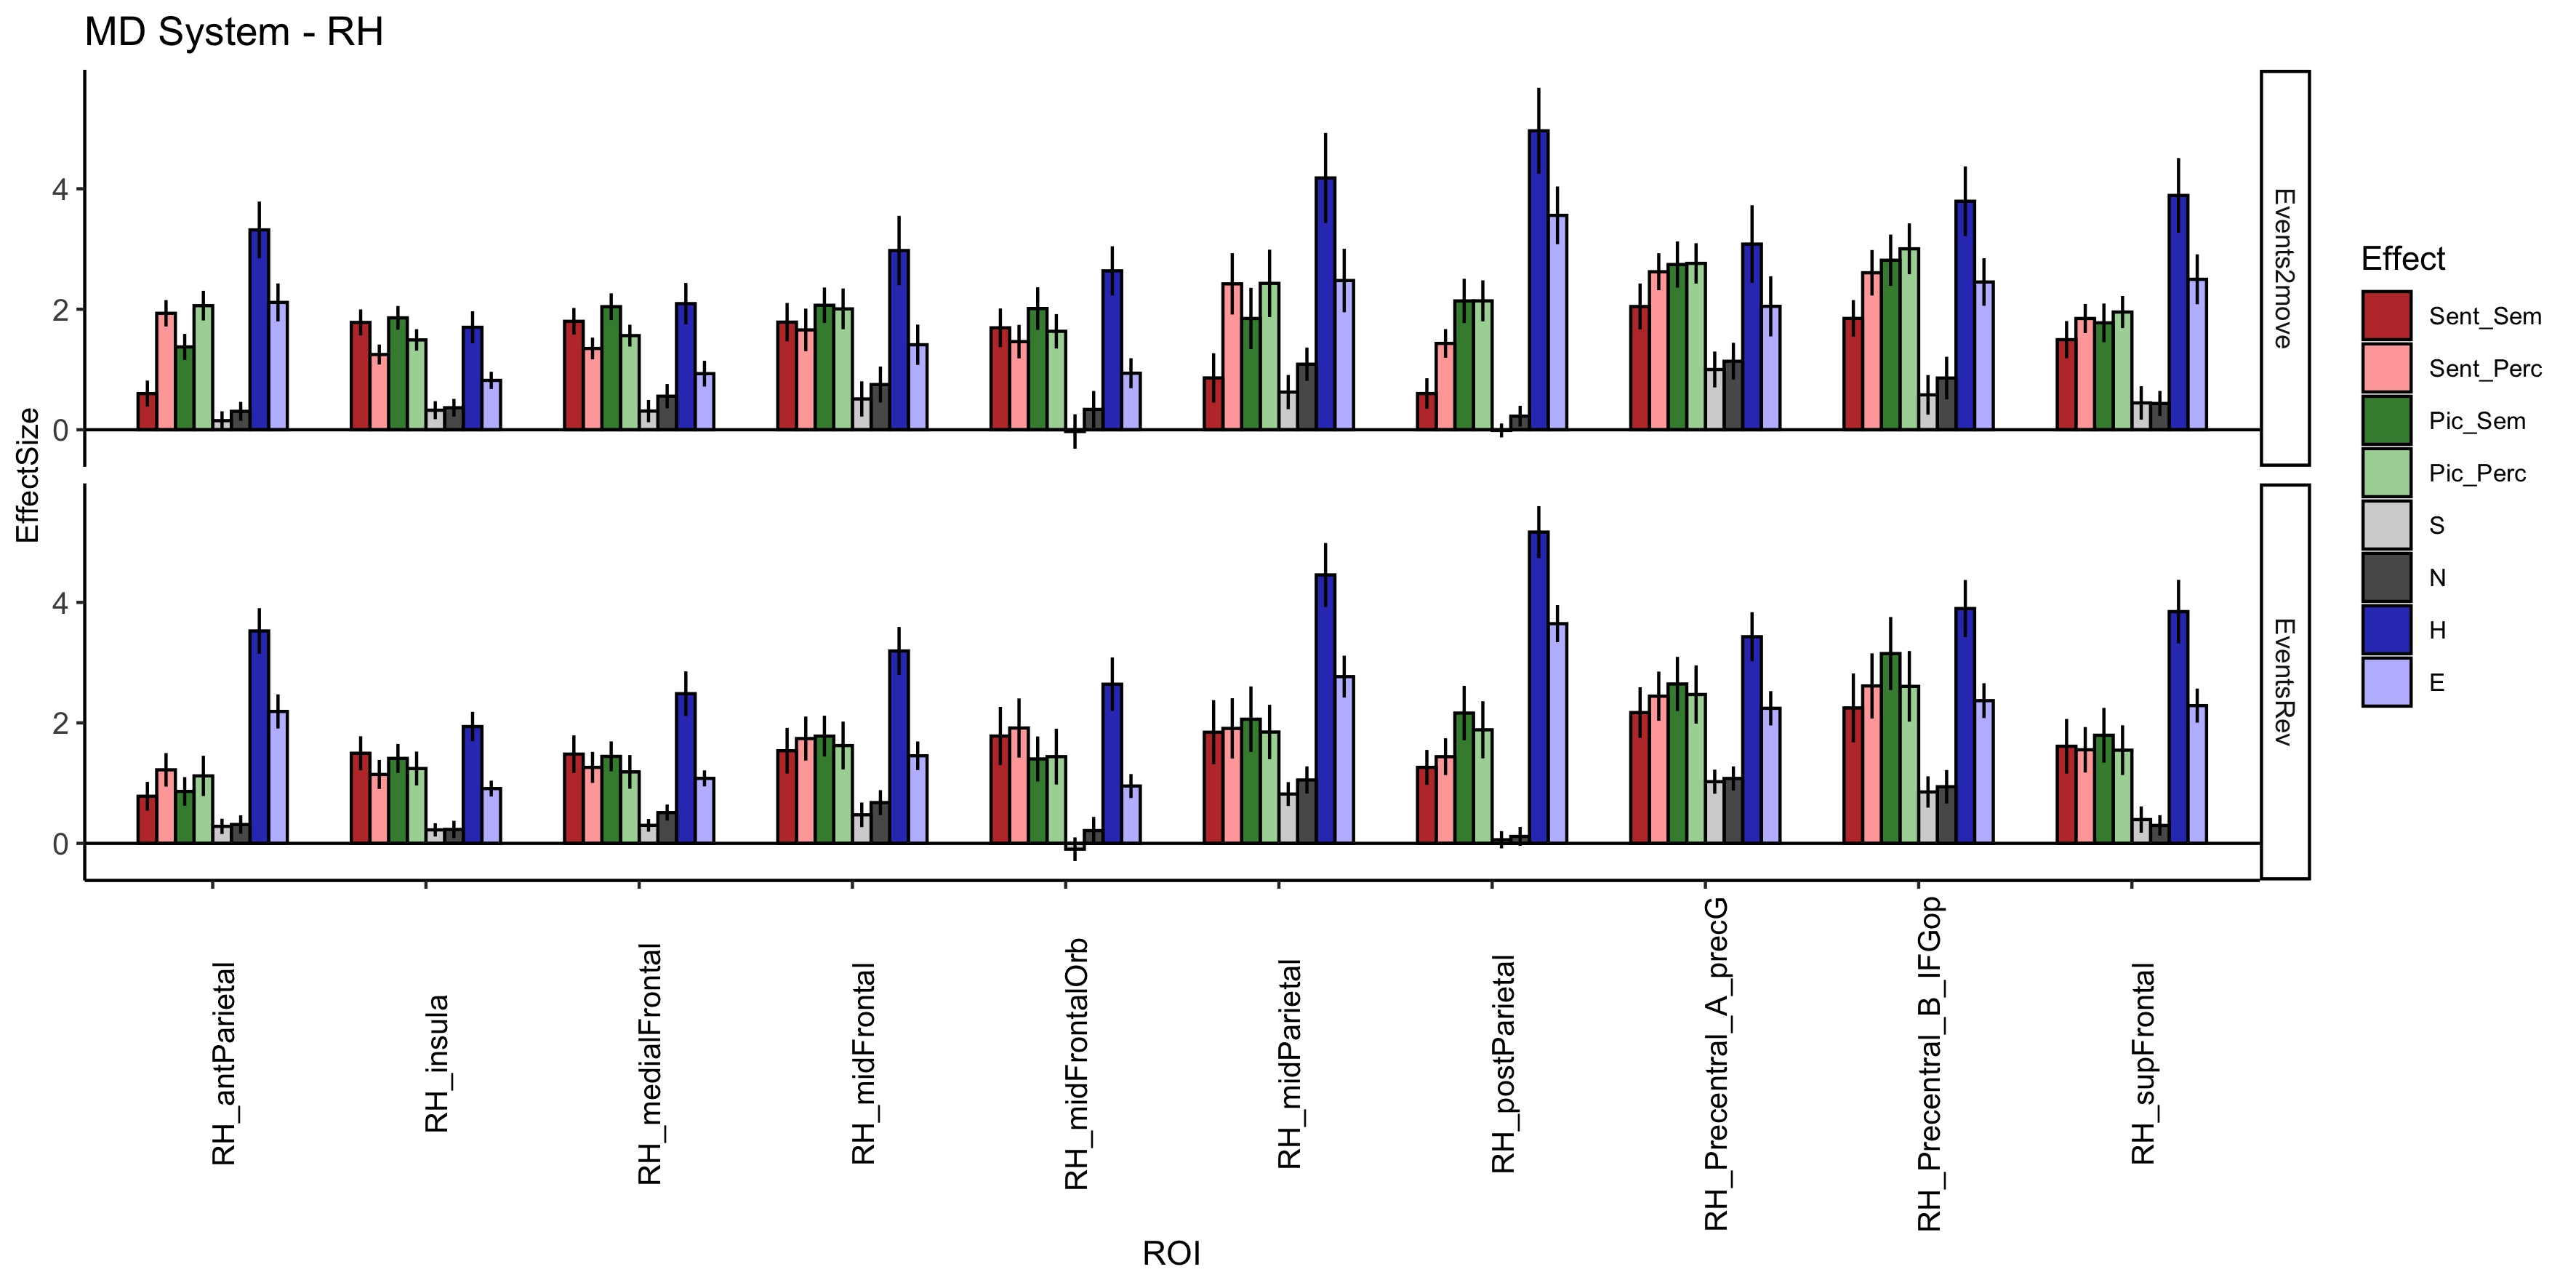 MD System - RH
EffectSize
4
2
0
Events2move
4
2
0
EventsRev
RH_antParietal
RH_insula
RH_medialFrontal
RH_midFrontal
RH_midFrontalOrb
RH_midParietal
RH_postParietal
RH_Precentral_A_precG
RH_Precentral_B_IFGop
RH_supFrontal
ROI
Effect
Sent_Sem
Sent_Perc
Pic_Sem
Pic_Perc
S
N
H
E